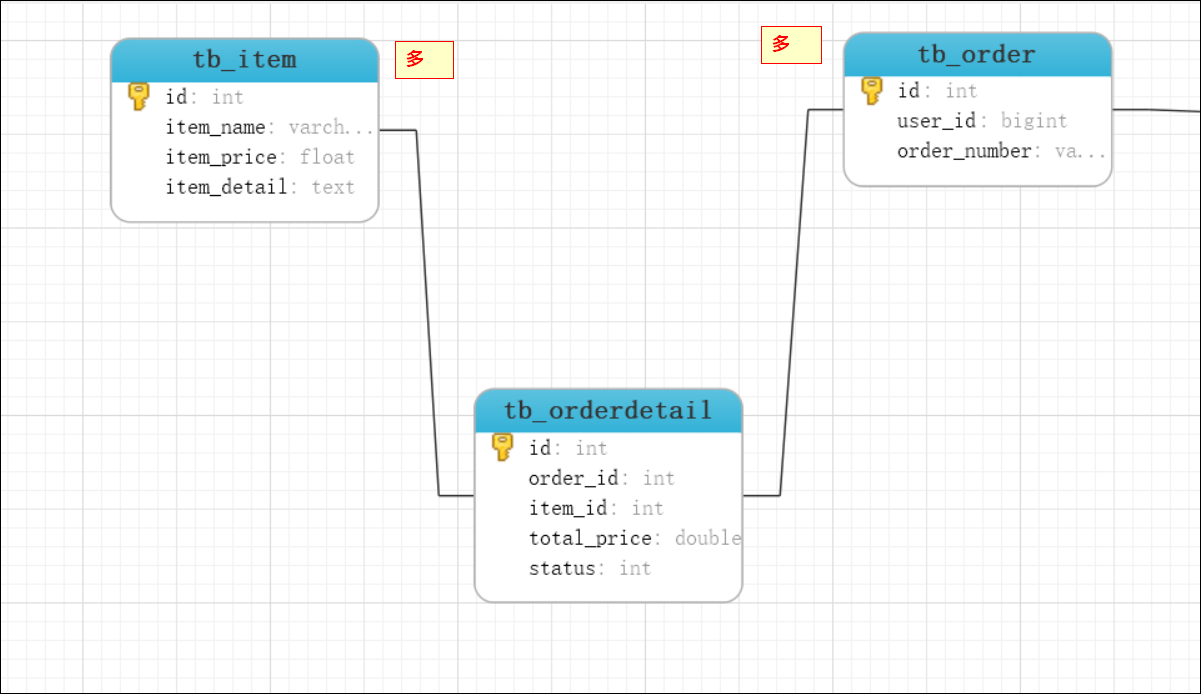 tb_item
id: int
item_name: varch...
item_price: float
item_detail: text
多
多
tb_order
id: int
user_id: bigint
order_number: va...
tb_orderdetail
id: int
order_id: int
item_id: int
total_price: double
status: int